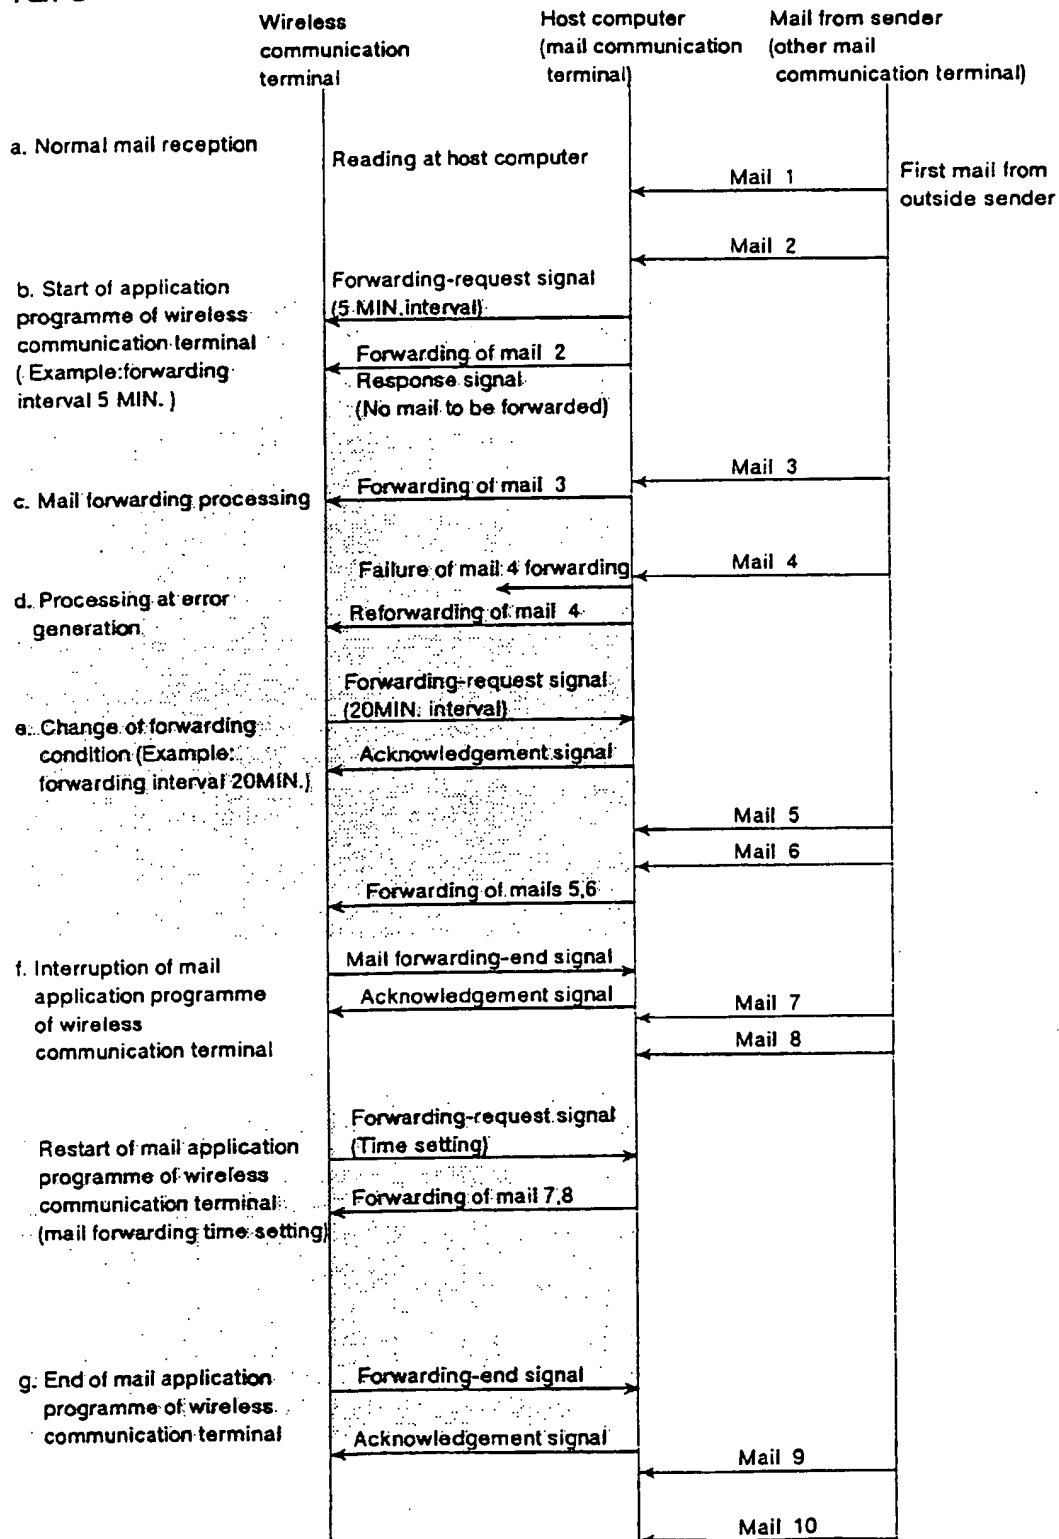 Wireless
communication
terminal
Host computer
(mail communication
terminal)
Mail from sender
(other mail
communication terminal)
a. Normal mail reception
Reading at host computer
Mail 1
First mail from
outside sender
Mail 2
b. Start of application
programme of wireless
communication terminal
( Example:forwarding
interval 5 MIN. )
Forwarding-request signal
(5 MIN.interval)
Forwarding of mail 2
Response signal
(No mail to be forwarded)
Mail 3
c. Mail forwarding processing
Forwarding of mail 3
Mail 4
Failure of mail 4 forwarding
d. Processing at error
generation
Reforwarding of mail 4
Forwarding-request signal
(20MIN. interval)
e. Change of forwarding
condition (Example:
forwarding interval 20MIN.)
Acknowledgement signal
Mail 5
Mail 6
Forwarding of mails 5,6
f. Interruption of mail
application programme
of wireless
communication terminal
Mail forwarding-end signal
Acknowledgement signal
Mail 7
Mail 8
Forwarding-request signal
(Time setting)
Restart of mail application
programme of wireless
communication terminal
(mail forwarding time setting)
Forwarding of mail 7,8
g. End of mail application
programme of wireless
communication terminal
Forwarding-end signal
Acknowledgement signal
Mail 9
Mail 10